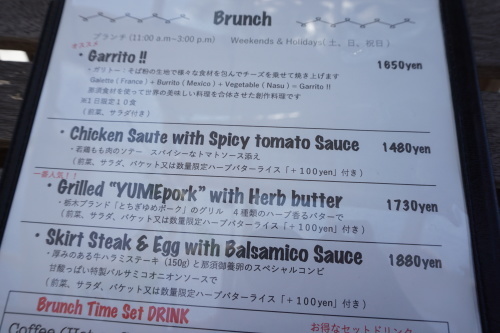 Brunch
ブランチ (11:00 a.m~3:00 p.m) Weekends & Holidays( 土、日、祝日 )
オススメ
・Garrito !! 1650yen
・ガリトー：そば粉の生地で様々な食材を包んでチーズを乗せて焼き上げます
Galette ( France ) + Burrito ( Mexico ) + Vegetable ( Nasu ) = Garrito !!
那須食材を使って世界の美味しい料理を合体させた創作料理です
※1日限定10食
（前菜、サラダ付き）
・Chicken Saute with Spicy tomato Sauce 1480yen
・若鶏もも肉のソテー スパイシーなトマトソース添え
（前菜、サラダ、バケット又は数量限定ハーブバターライス「＋100yen」付き）
一番人気！！
・Grilled “YUMEpork” with Herb butter 1730yen
・栃木ブランド「とちぎゆめポーク」のグリル 4種類のハーブ香るバターで
（前菜、サラダ、バケット又は数量限定ハーブバターライス「＋100yen」付き）
・Skirt Steak & Egg with Balsamico Sauce 1880yen
・厚みのある牛ハラミステーキ (150g) と那須御養卵のスペシャルコンビ
甘酸っぱい特製バルサミコオニオンソースで
（前菜、サラダ、バケット又は数量限定ハーブバターライス「＋100yen」付き）
Brunch Time Set DRINK お得なセットドリンク
Coffee